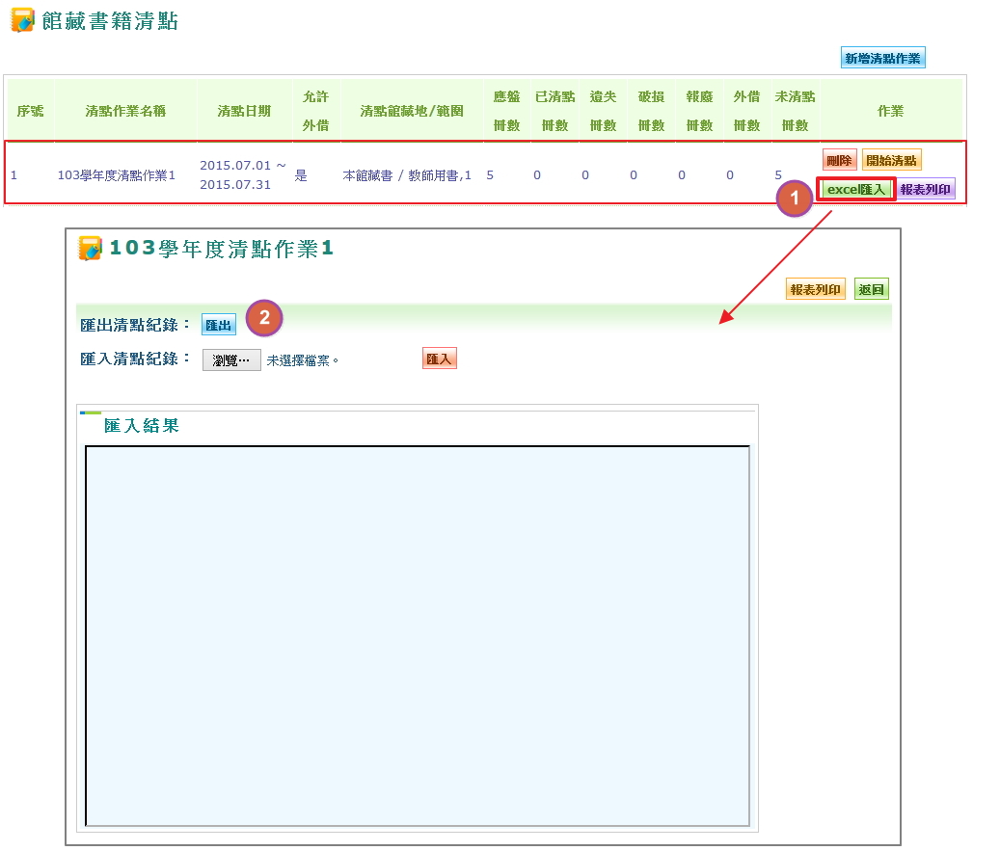 館藏書籍清點
新增清點作業
序號 清點作業名稱 清點日期 允許外借 清點館藏地/範圍 應盤冊數 已清點冊數 遺失冊數 破損冊數 報廢冊數 外借冊數 未清點冊數 作業
1 103學年度清點作業1 2015.07.01 ~ 2015.07.31 是 本館藏書 / 教師用書,1 5 0 0 0 0 0 5
刪除 開始清點
excel匯入 報表列印
1
103學年度清點作業1
報表列印 返回
匯出清點紀錄： 匯出 2
匯入清點紀錄： 瀏覽… 未選擇檔案。 匯入
匯入結果